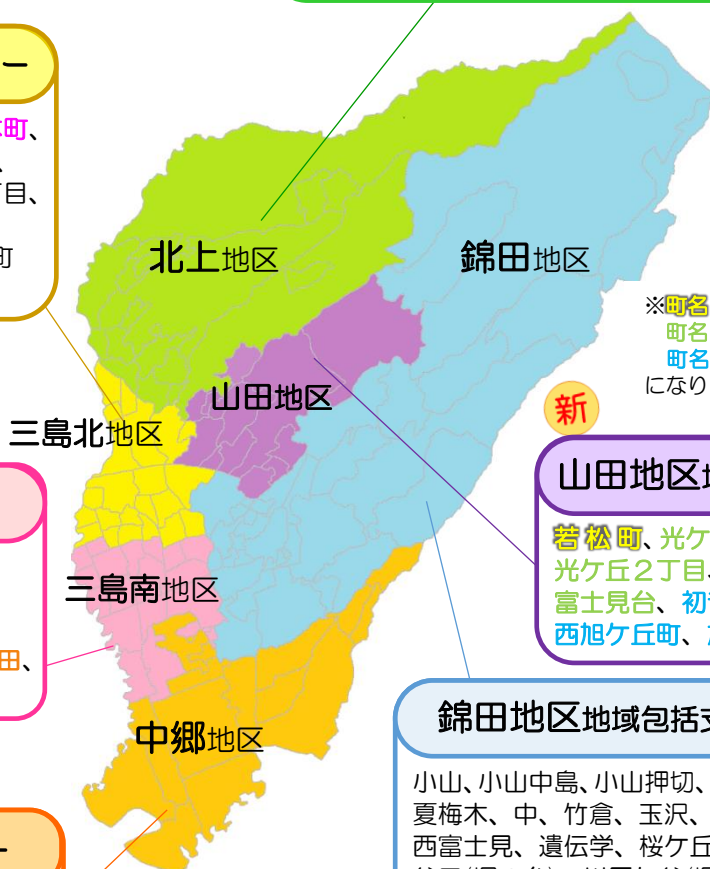 ー
町、
、
目、
町
北上地区
錦田地区
※町名
町名
町名
になり
山田地区
三島北地区
新
山田地区
若松町、光ケ
光ケ丘２丁目、
富士見台、初
西旭ケ丘町、
三島南地区
田、
中郷地区
錦田地区地域包括支
小山、小山中島、小山押切、
夏梅木、中、竹倉、玉沢、
西富士見、遺伝学、桜ケ丘
ー